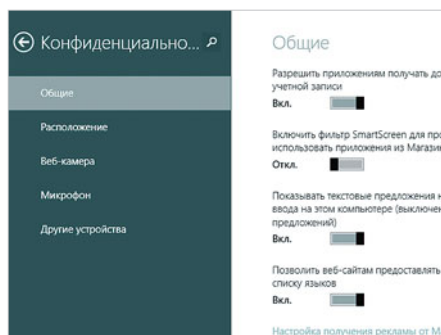 Конфиденциально...
Общие
Расположение
Веб-камера
Микрофон
Другие устройства
Общие
Разрешить приложениям получать до
учетной записи
Вкл.
Включить фильтр SmartScreen для про
использовать приложения из Магазин
Откл.
Показывать текстовые предложения н
ввода на этом компьютере (выключен
предложений)
Вкл.
Позволить веб-сайтам предоставлять
списку языков
Вкл.
Настройка получения рекламы от M